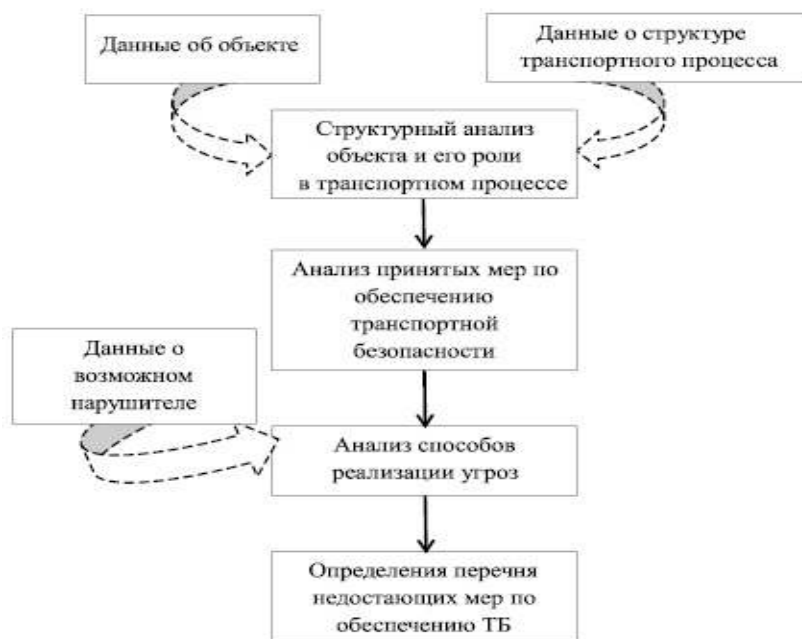 Данные об объекте
Данные о структуре
транспортного процесса
Структурный анализ
объекта и его роли
в транспортном процессе
Анализ принятых мер по
обеспечению
транспортной
безопасности
Данные о
возможном
нарушителе
Анализ способов
реализации угроз
Определения перечня
недостающих мер по
обеспечению ТБ